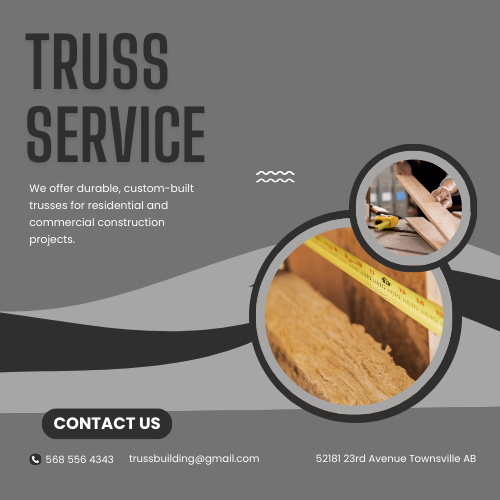 TRUSS
SERVICE
We offer durable, custom-built
trusses for residential and
commercial construction
projects.
CONTACT US
568 556 4343
trussbuilding@gmail.com
52181 23rd Avenue Townsville AB